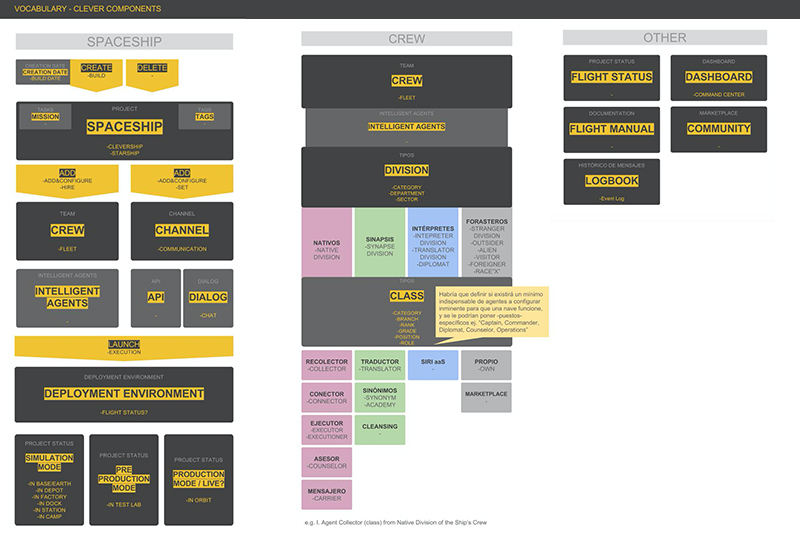 VOCABULARY - CLEVER COMPONENTS
SPACESHIP
CREATION DATE
CREATION DATE
-BUILD DATE
CREATE
-BUILD
DELETE
-
TASKS
MISSION
-
PROJECT
SPACESHIP
-CLEVERSHIP
-STARSHIP
TAGS
TAGS
-
ADD
-ADD&CONFIGURE
-HIRE
ADD
-ADD&CONFIGURE
-SET
TEAM
CREW
-FLEET
CHANNEL
CHANNEL
-COMMUNICATION
INTELLIGENT AGENTS
INTELLIGENT
AGENTS
-
API
API
-
DIALOG
DIALOG
-CHAT
LAUNCH
-EXECUTION
DEPLOYMENT ENVIRONMENT
DEPLOYMENT ENVIRONMENT
-FLIGHT STATUS?
PROJECT STATUS
SIMULATION
MODE
-IN BASE/EARTH
-IN DEPOT
-IN FACTORY
-IN DOCK
-IN STATION
-IN CAMP
PROJECT STATUS
PRE
PRODUCTION
MODE
-IN TEST LAB
PROJECT STATUS
PRODUCTION
MODE / LIVE?
-IN ORBIT
CREW
TEAM
CREW
-FLEET
INTELLIGENT AGENTS
INTELLIGENT AGENTS
-
TIPOS
DIVISION
-CATEGORY
-DEPARTMENT
-SECTOR
NATIVOS
-NATIVE
DIVISION
SINAPSIS
-SYNAPSE
DIVISION
INTÉRPRETES
-INTEPRETER
DIVISION
-TRANSLATOR
DIVISION
-DIPLOMAT
FORASTEROS
-STRANGER
DIVISION
-OUTSIDER
-ALIEN
-VISITOR
-FOREIGNER
-RACE"X"
TIPOS
CLASS
-CATEGORY
-BRANCH
-RANK
-GRADE
-POSITION
-ROLE
Habría que definir si existirá un mínimo
indispensable de agentes a configurar
inminente para que una nave funcione,
y se le podrían poner -puestos-
específicos ej. "Captain, Commander,
Diplomat, Counselor, Operations"
RECOLECTOR
-COLLECTOR
TRADUCTOR
-TRANSLATOR
SIRI aaS
-
PROPIO
-OWN
CONECTOR
-CONNECTOR
SINÓNIMOS
-SYNONYM
-ACADEMY
MARKETPLACE
-
EJECUTOR
-EXECUTOR
-EXECUTIONER
CLEANSING
-
ASESOR
-COUNSELOR
MENSAJERO
-CARRIER
e.g. I. Agent Collector (class) from Native Division of the Ship's Crew
OTHER
PROJECT STATUS
FLIGHT STATUS
-
DASHBOARD
DASHBOARD
-COMMAND CENTER
DOCUMENTATION
FLIGHT MANUAL
-
MARKETPLACE
COMMUNITY
-
HISTÓRICO DE MENSAJES
LOGBOOK
-Event Log